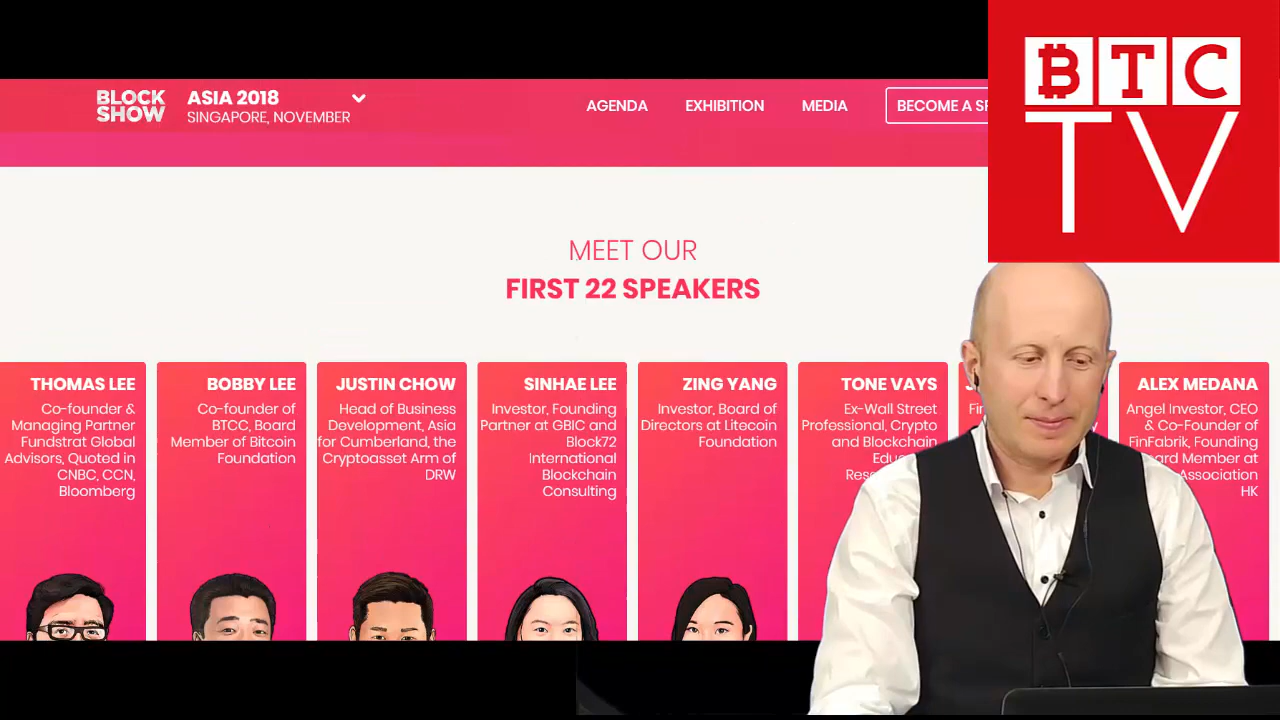 BLOCK
SHOW
ASIA 2018
SINGAPORE, NOVEMBER
AGENDA
EXHIBITION
MEDIA
BECOME A
BTC
TV
MEET OUR
FIRST 22 SPEAKERS
THOMAS LEE
Co-founder &
Managing Partner
Fundstrat Global
Advisors, Quoted in
CNBC, CCN,
Bloomberg
BOBBY LEE
Co-founder of
BTCC, Board
Member of Bitcoin
Foundation
JUSTIN CHOW
Head of Business
Development, Asia
for Cumberland, the
Cryptoasset Arm of
DRW
SINHAE LEE
Investor, Founding
Partner at GBIC and
Block72
International
Blockchain
Consulting
ZING YANG
Investor, Board of
Directors at Litecoin
Foundation
TONE VAYS
Ex-Wall Street
Professional, Crypto
and Blockchain
ALEX MEDANA
Angel Investor, CEO
& Co-Founder of
FinFabrik, Founding
Member at
Association
HK